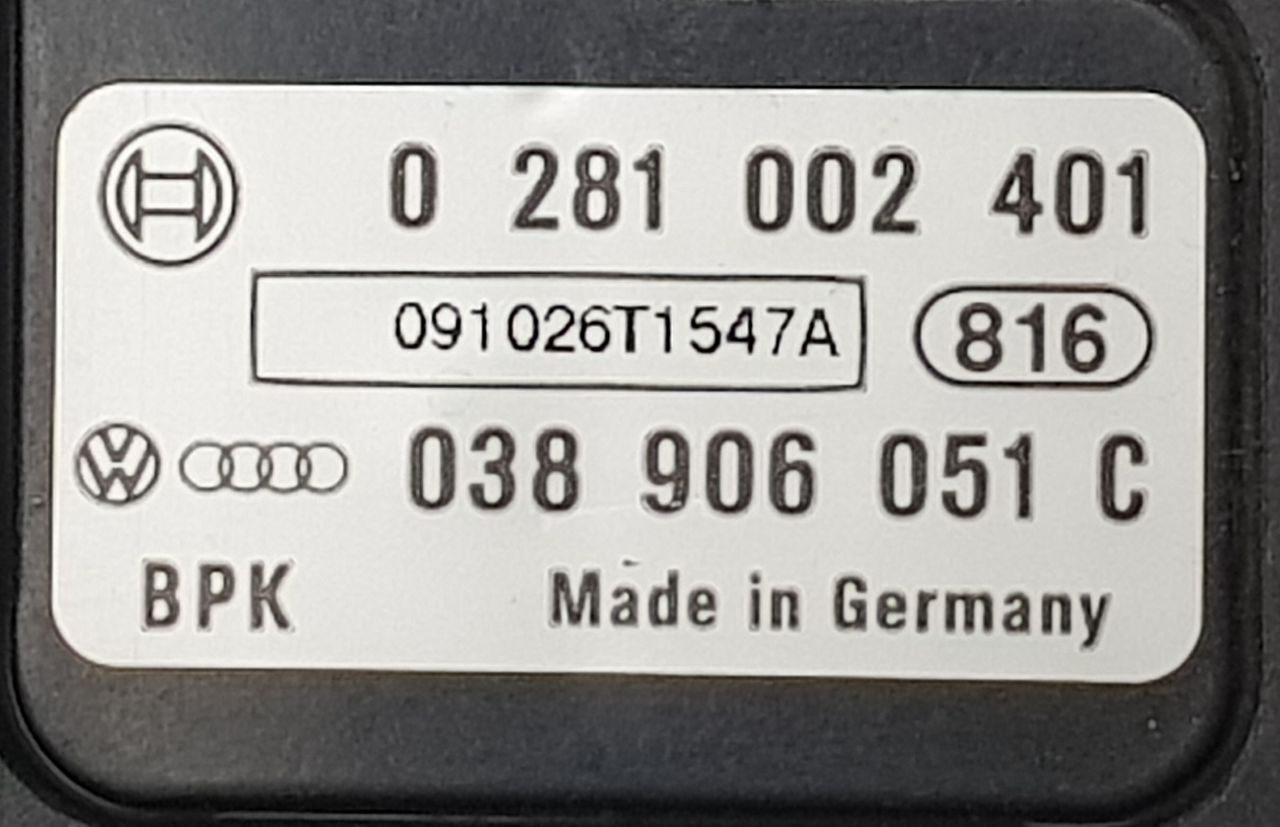 0 281 002 401
091026T1547A 816
038 906 051 C
BPK Made in Germany